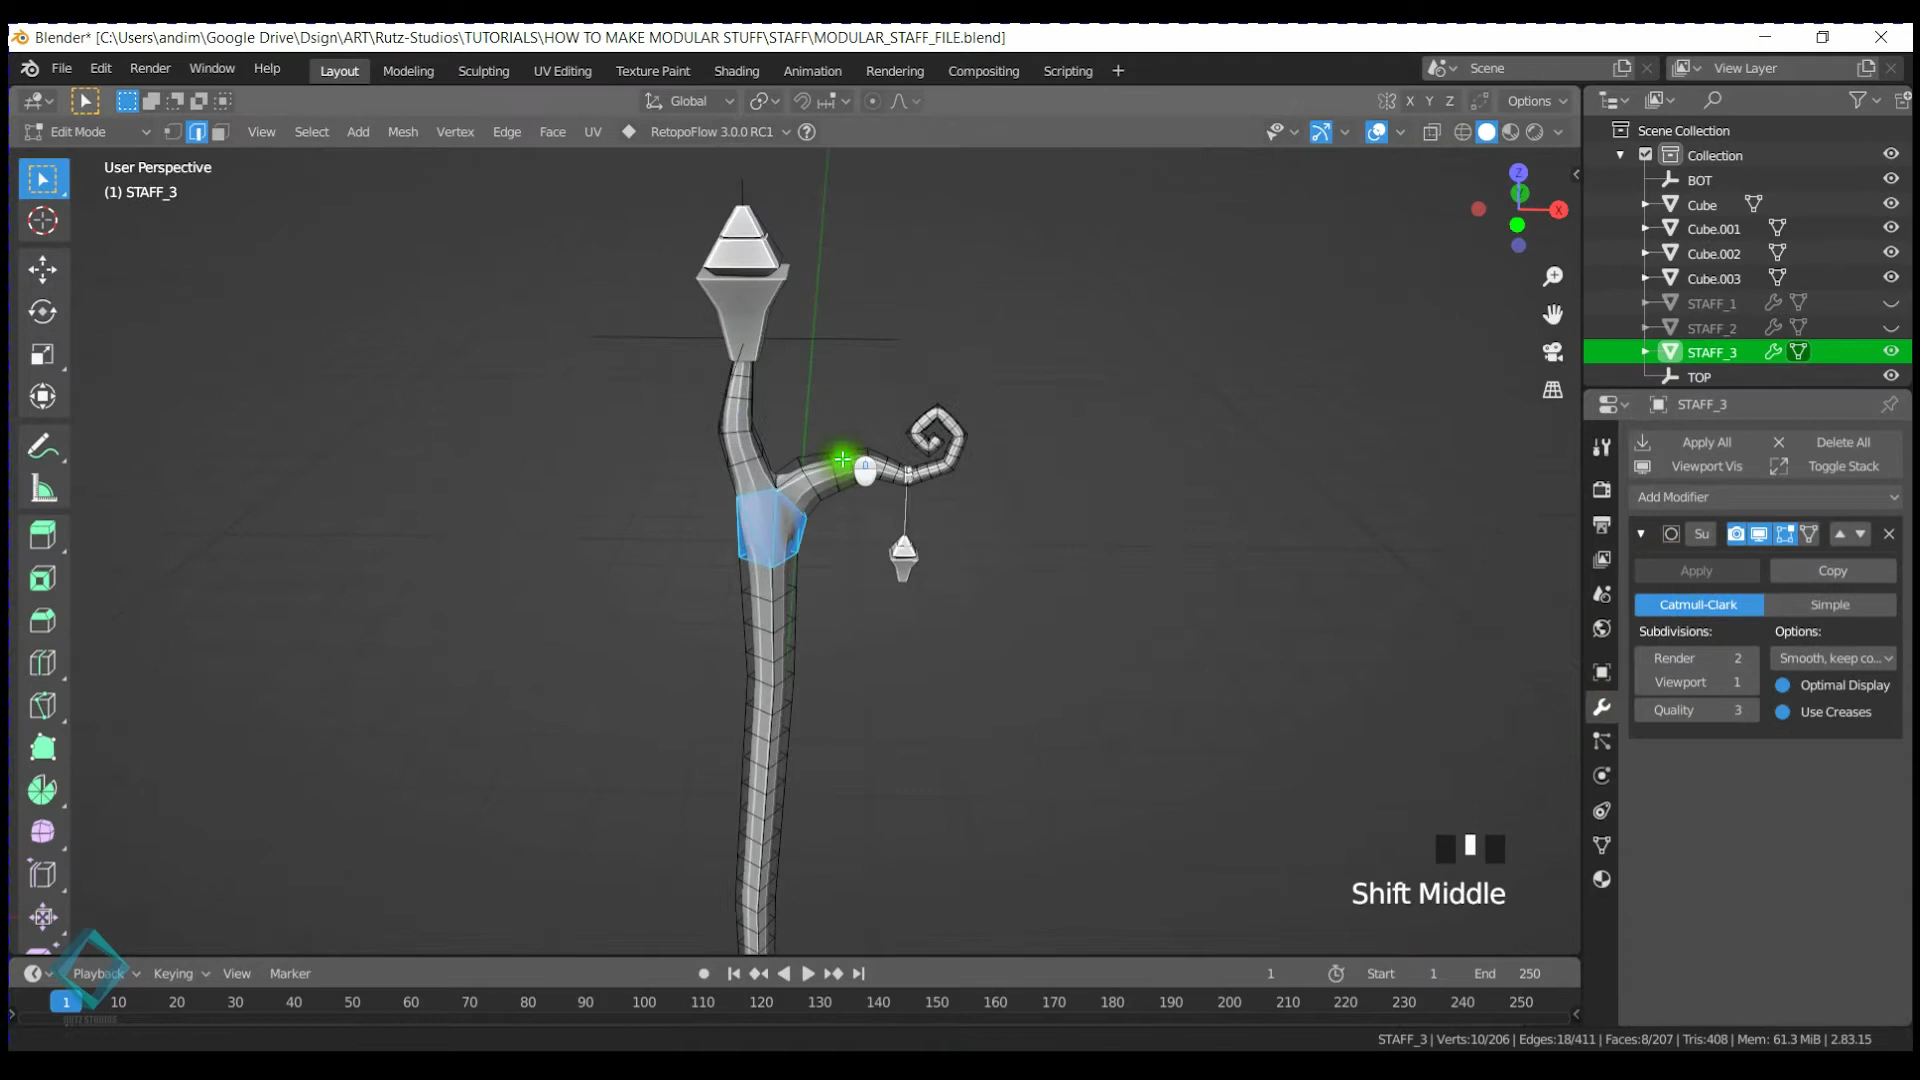 Blender* [C:\Users\andim\Google Drive\Dsign\ART\Rutz-Studios\TUTORIALS\HOW TO MAKE MODULAR STUFF\STAFF\MODULAR_STAFF_FILE.blend]
File Edit Render Window Help Layout Modeling Sculpting UV Editing Texture Paint Shading Animation Rendering Compositing Scripting + Scene View Layer
Global X Y Z Options
Edit Mode View Select Add Mesh Vertex Edge Face UV RetopoFlow 3.0.0 RC1
User Perspective
(1) STAFF_3
Z
X
Scene Collection
Collection
BOT
Cube
Cube.001
Cube.002
Cube.003
STAFF_1
STAFF_2
STAFF_3
TOP
STAFF_3
Apply All Delete All
Viewport Vis Toggle Stack
Add Modifier
Su
Apply Copy
Catmull-Clark Simple
Subdivisions: Options:
Render 2 Smooth, keep co...
Viewport 1 Optimal Display
Quality 3 Use Creases
Shift Middle
Playback Keying View Marker 1 Start 1 End 250
1 10 20 30 40 50 60 70 80 90 100 110 120 130 140 150 160 170 180 190 200 210 220 230 240 250
RUTZ STUDIOS
STAFF_3 | Verts:10/206 | Edges:18/411 | Faces:8/207 | Tris:408 | Mem: 61.3 MiB | 2.83.15